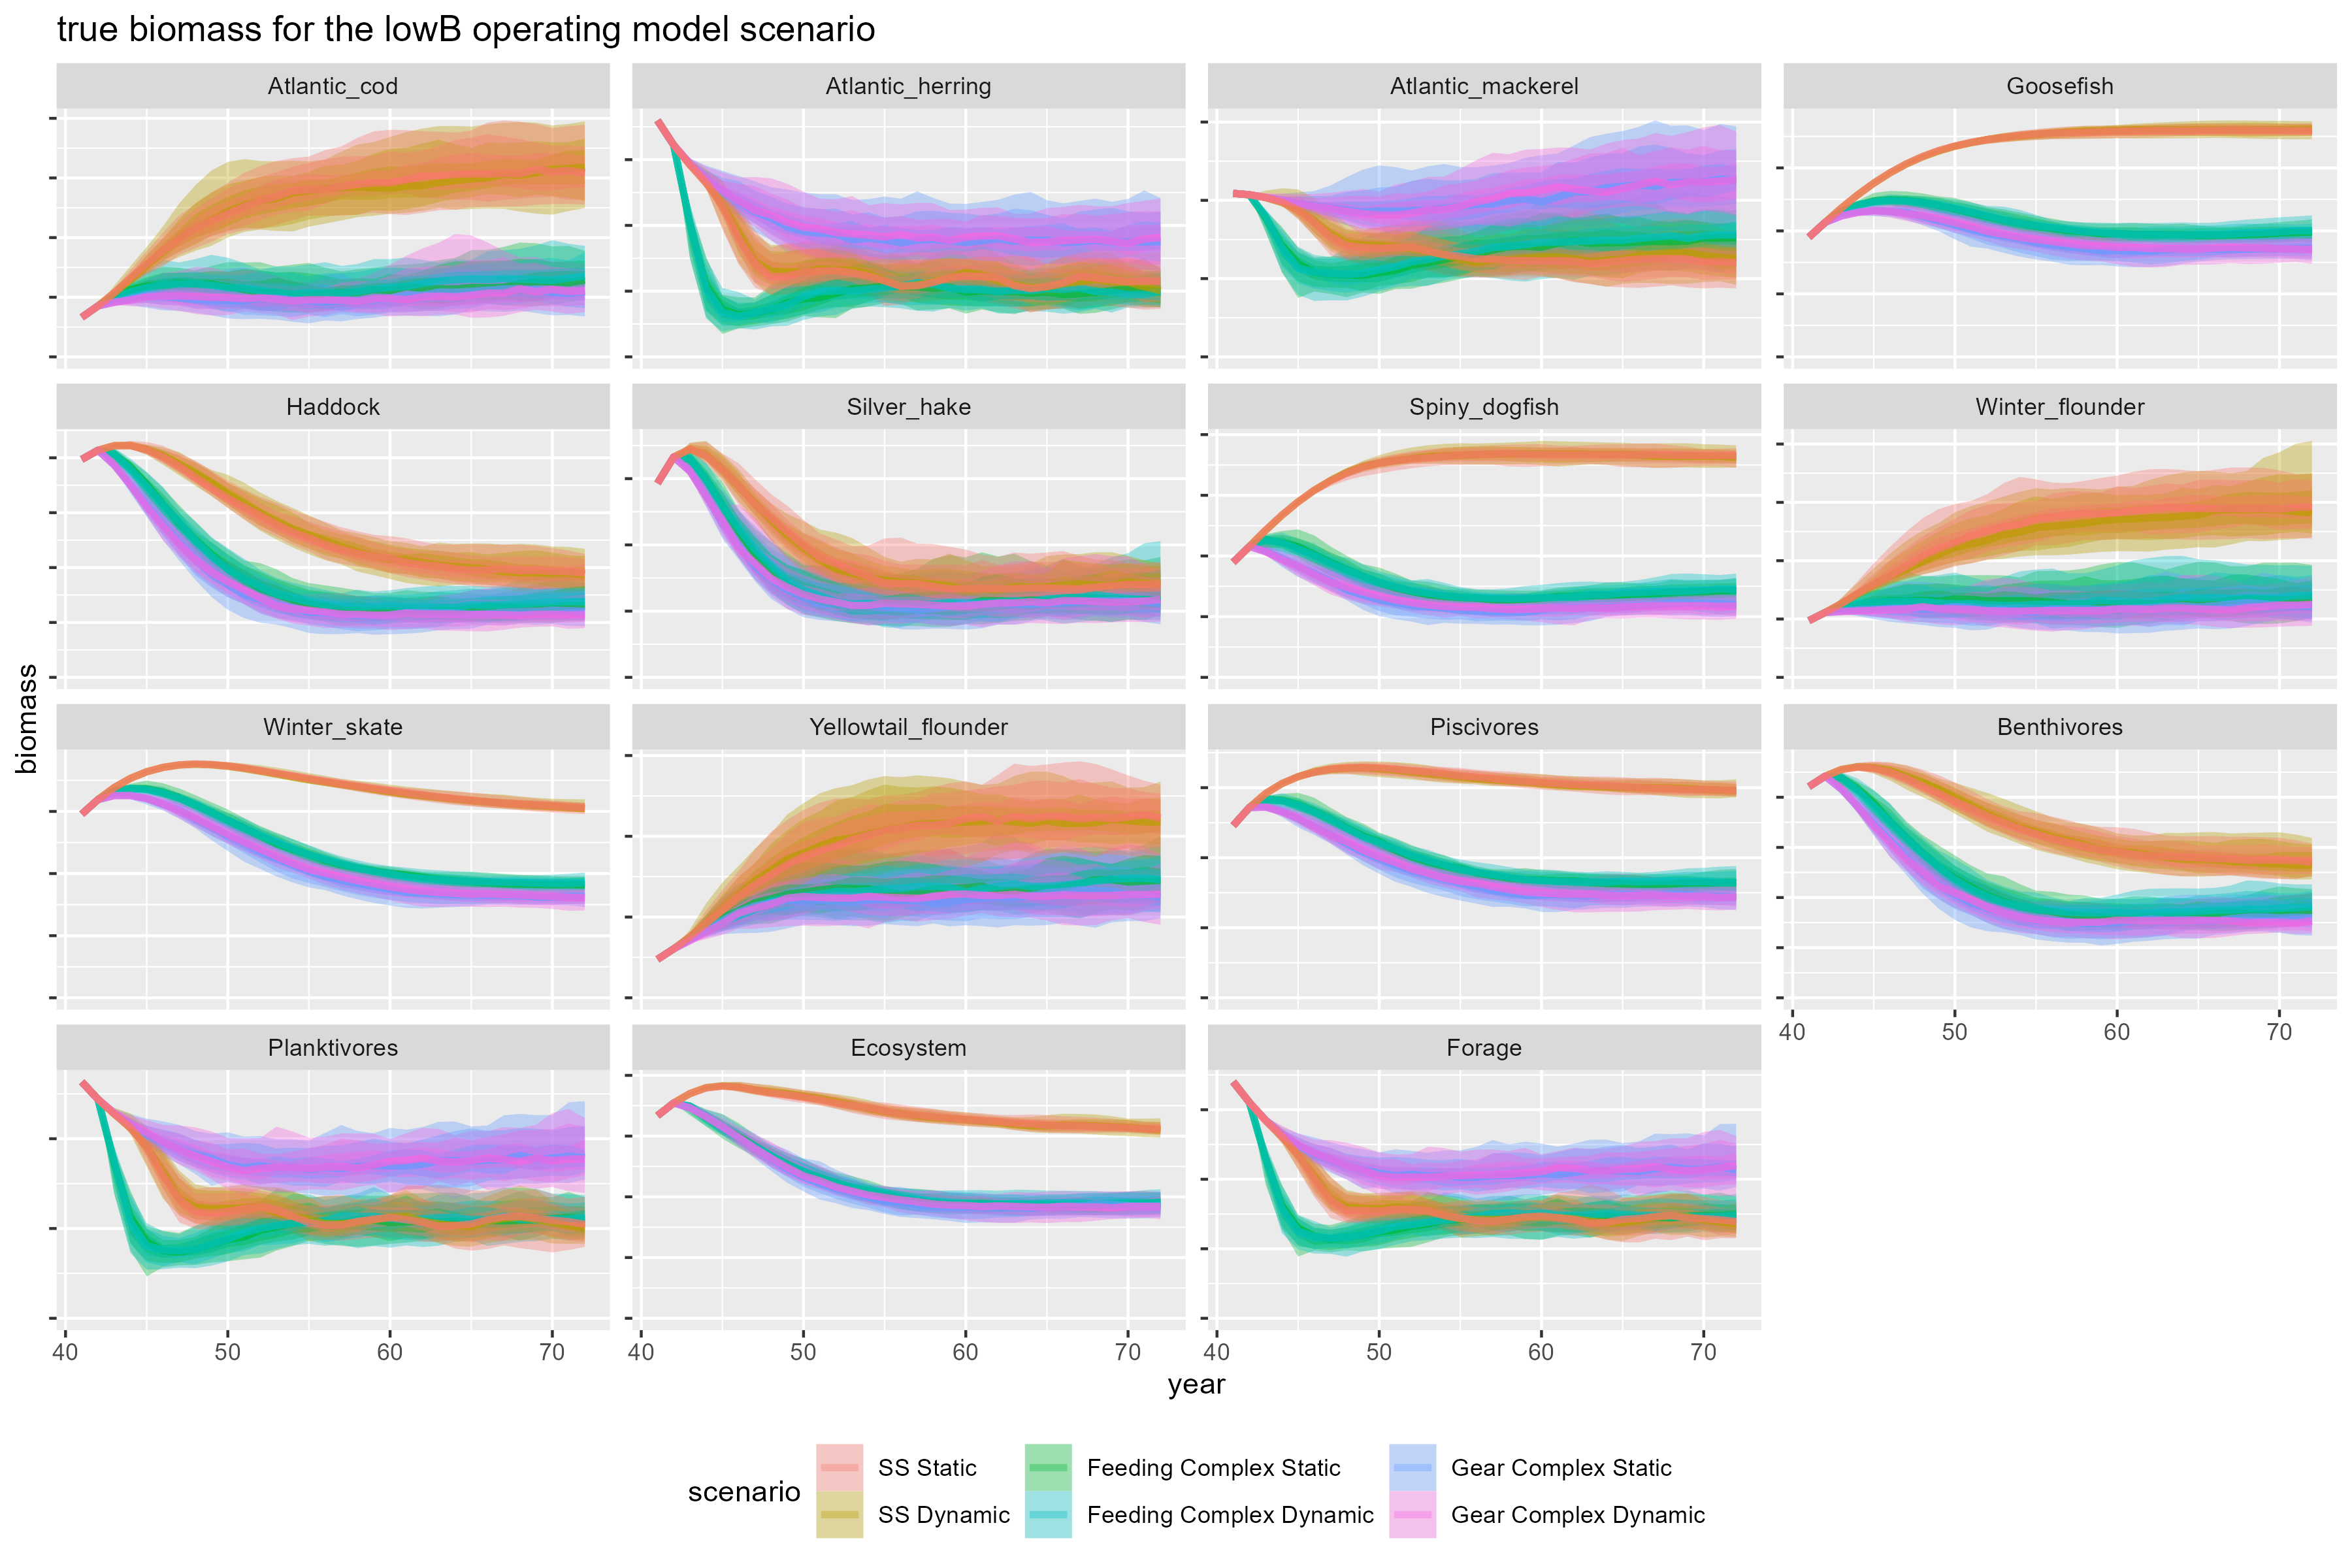 true biomass for the lowB operating model scenario
Atlantic_cod
Atlantic_herring
Atlantic_mackerel
Goosefish
Haddock
Silver_hake
Spiny_dogfish
Winter_flounder
biomass
Winter_skate
Yellowtail_flounder
Piscivores
Benthivores
40 50 60 70
Planktivores
Ecosystem
Forage
40 50 60 70
40 50 60 70
40 50 60 70
year
scenario
SS Static
Feeding Complex Static
Gear Complex Static
SS Dynamic
Feeding Complex Dynamic
Gear Complex Dynamic